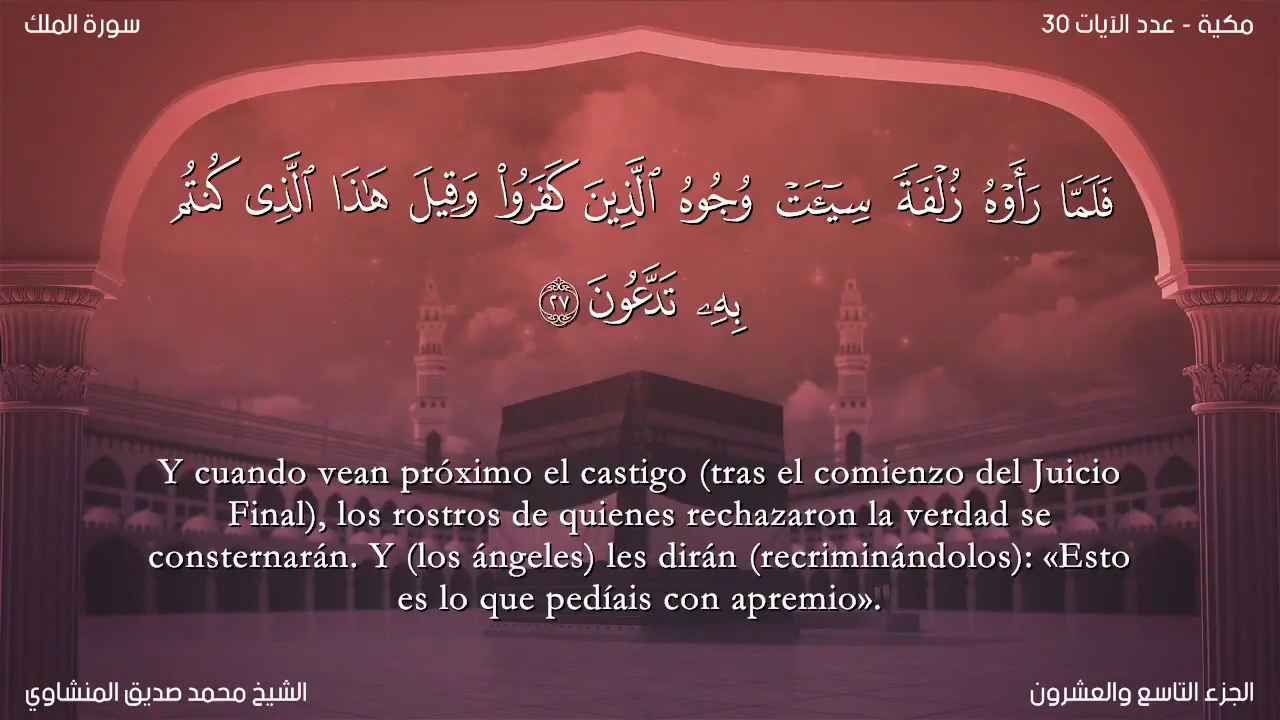 مكية - عدد الآيات 30
سورة الملك
فَلَمَّا رَأَوْهُ زُلْفَةً سِيٓـَٔتْ وُجُوهُ ٱلَّذِينَ كَفَرُوا۟ وَقِيلَ هَـٰذَا ٱلَّذِى كُنتُم
بِهِۦ تَدَّعُونَ ٢٧
Y cuando vean próximo el castigo (tras el comienzo del Juicio
Final), los rostros de quienes rechazaron la verdad se
consternarán. Y (los ángeles) les dirán (recriminándolos): «Esto
es lo que pedíais con apremio».
الجزء التاسع والعشرون
الشيخ محمد صديق المنشاوي